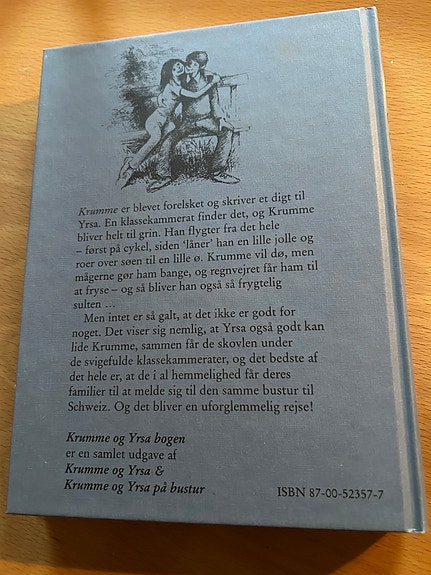 Krumme er blevet forelsket og skriver et digt til
Yrsa. En klassekammerat finder det, og Krumme
bliver helt til grin. Han flygter fra det hele
– først på cykel, siden ‘låner’ han en lille jolle og
roer over søen til en lille ø. Krumme vil dø, men
mågerne gør ham bange, og regnvejret får ham til
at fryse – og så bliver han også så frygtelig
sulten ...
Men intet er så galt, at det ikke er godt for
noget. Det viser sig nemlig, at Yrsa også godt kan
lide Krumme, sammen får de skovlen under
de svigefulde klassekammerater, og det bedste af
det hele er, at de i al hemmelighed får deres
familier til at melde sig til den samme bustur til
Schweiz. Og det bliver en uforglemmelig rejse!
Krumme og Yrsa bogen
er en samlet udgave af
Krumme og Yrsa &
Krumme og Yrsa på bustur
ISBN 87-00-52357-7